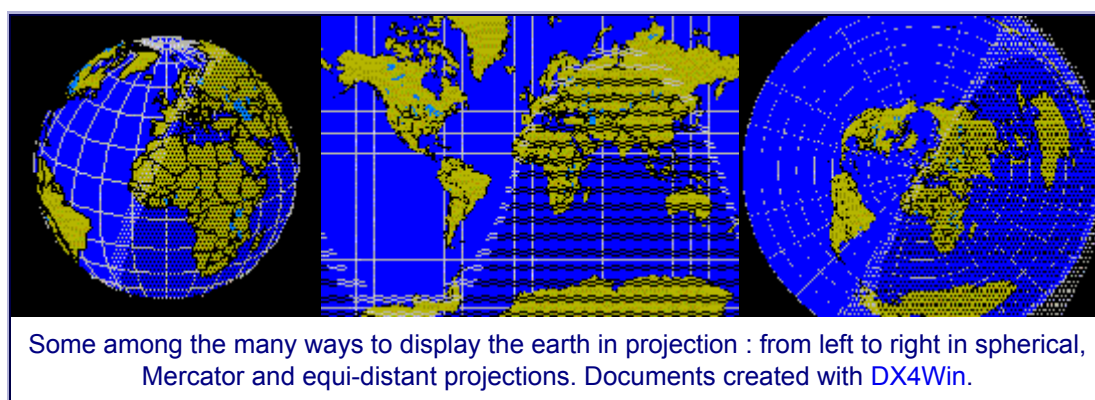 Some among the many ways to display the earth in projection : from left to right in spherical,
Mercator and equi-distant projections. Documents created with DX4Win.